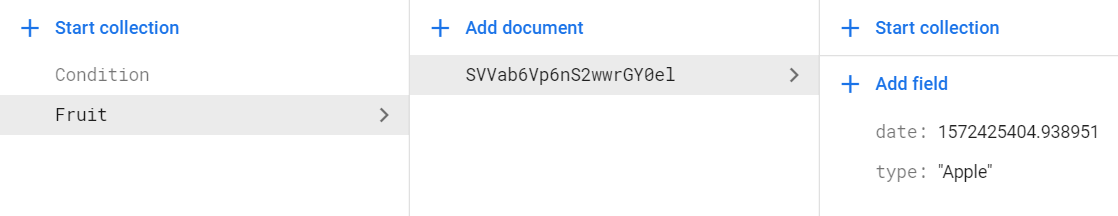 Start collection
Condition
Fruit
Add document
SVVab6Vp6nS2wwrGY0el
Start collection
Add field
date: 1572425404.938951
type: "Apple"